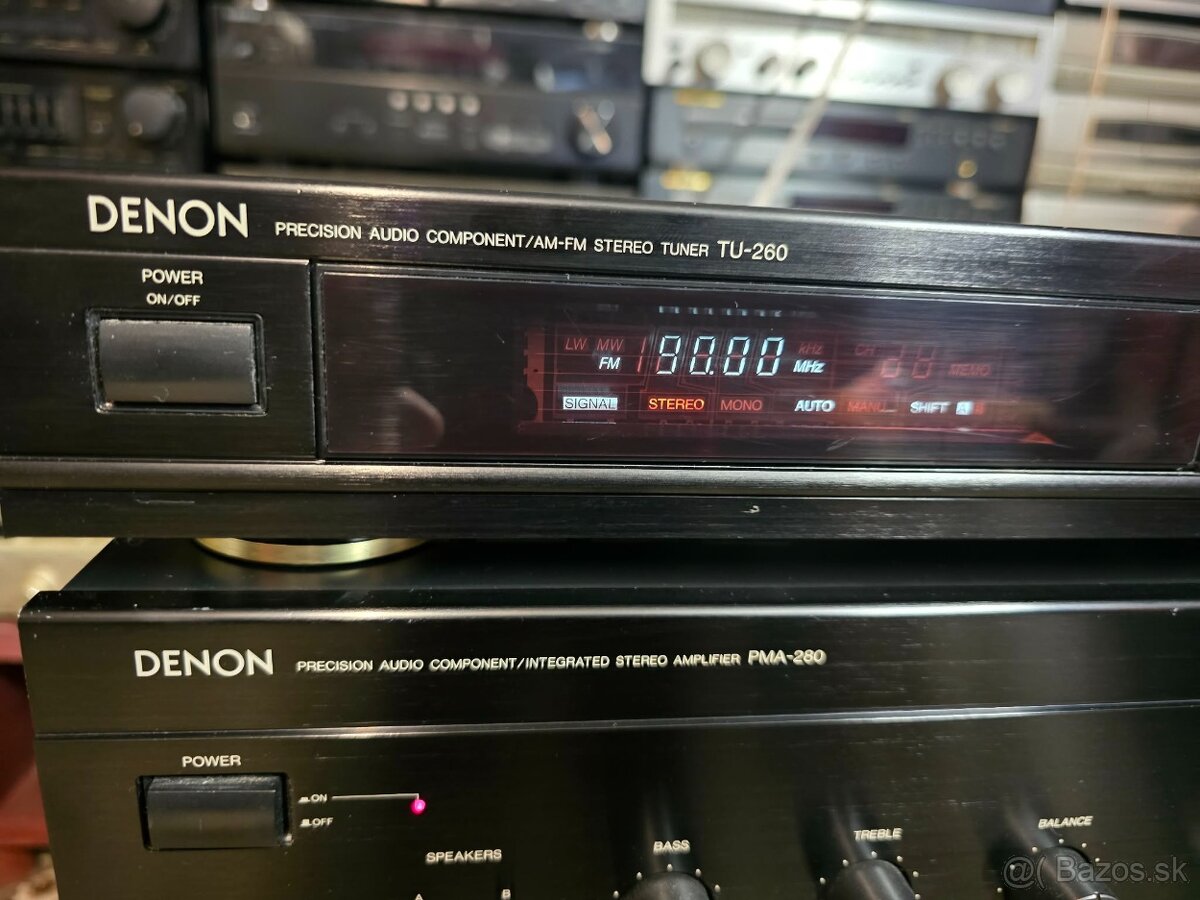 DENON PRECISION AUDIO COMPONENT/AM-FM STEREO TUNER TU-260
POWER
ON/OFF
LW MW kHz CH
FM 90.00 MHz MEMO
SIGNAL STEREO MONO AUTO MANU SHIFT A B
DENON PRECISION AUDIO COMPONENT/INTEGRATED STEREO AMPLIFIER PMA-280
POWER
ON
OFF
SPEAKERS BASS TREBLE BALANCE
A B
@( Bazos.sk